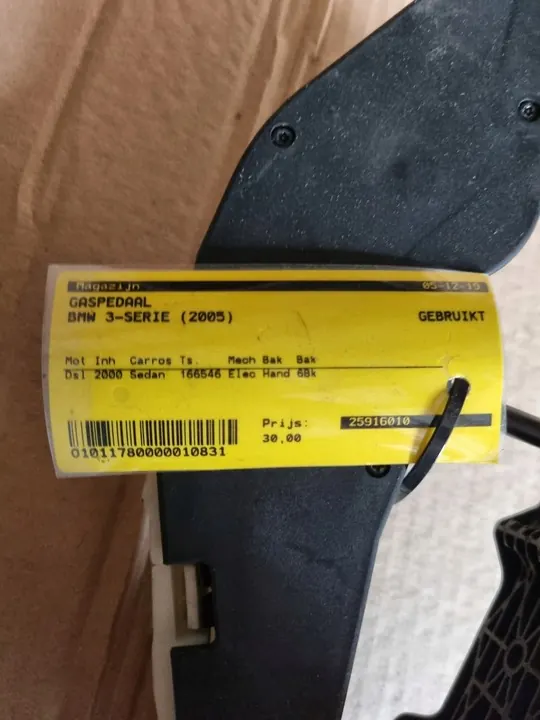 Magazijn 05-12-19
GASPEDAAL
BMW 3-SERIE (2005) GEBRUIKT
Mot Inh Carros Ts. Mech Bak Bak
Dsl 2000 Sedan 166546 Elec Hand 6Bk
Prijs: 25916010
30,00
O1011780000010831